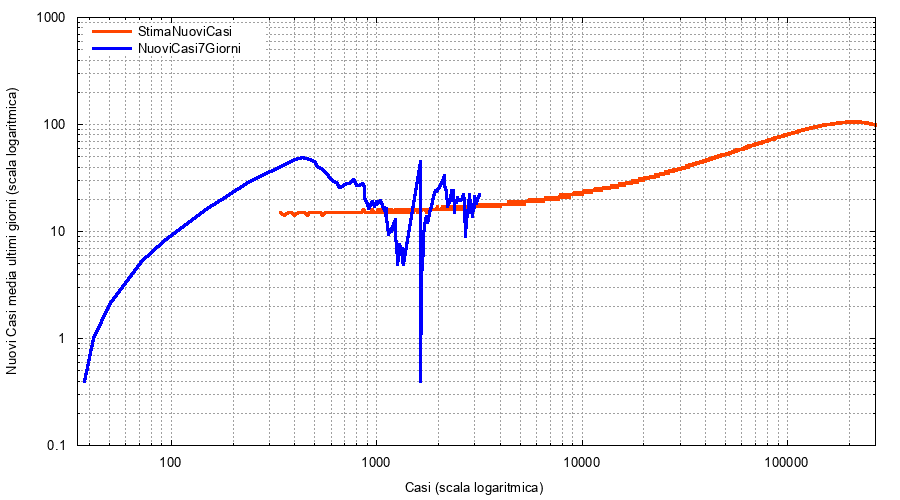 1000
100
10
1
0.1
StimaNuoviCasi
NuoviCasi7Giorni
Nuovi Casi media ultimi giorni (scala logaritmica)
100
1000
10000
100000
Casi (scala logaritmica)